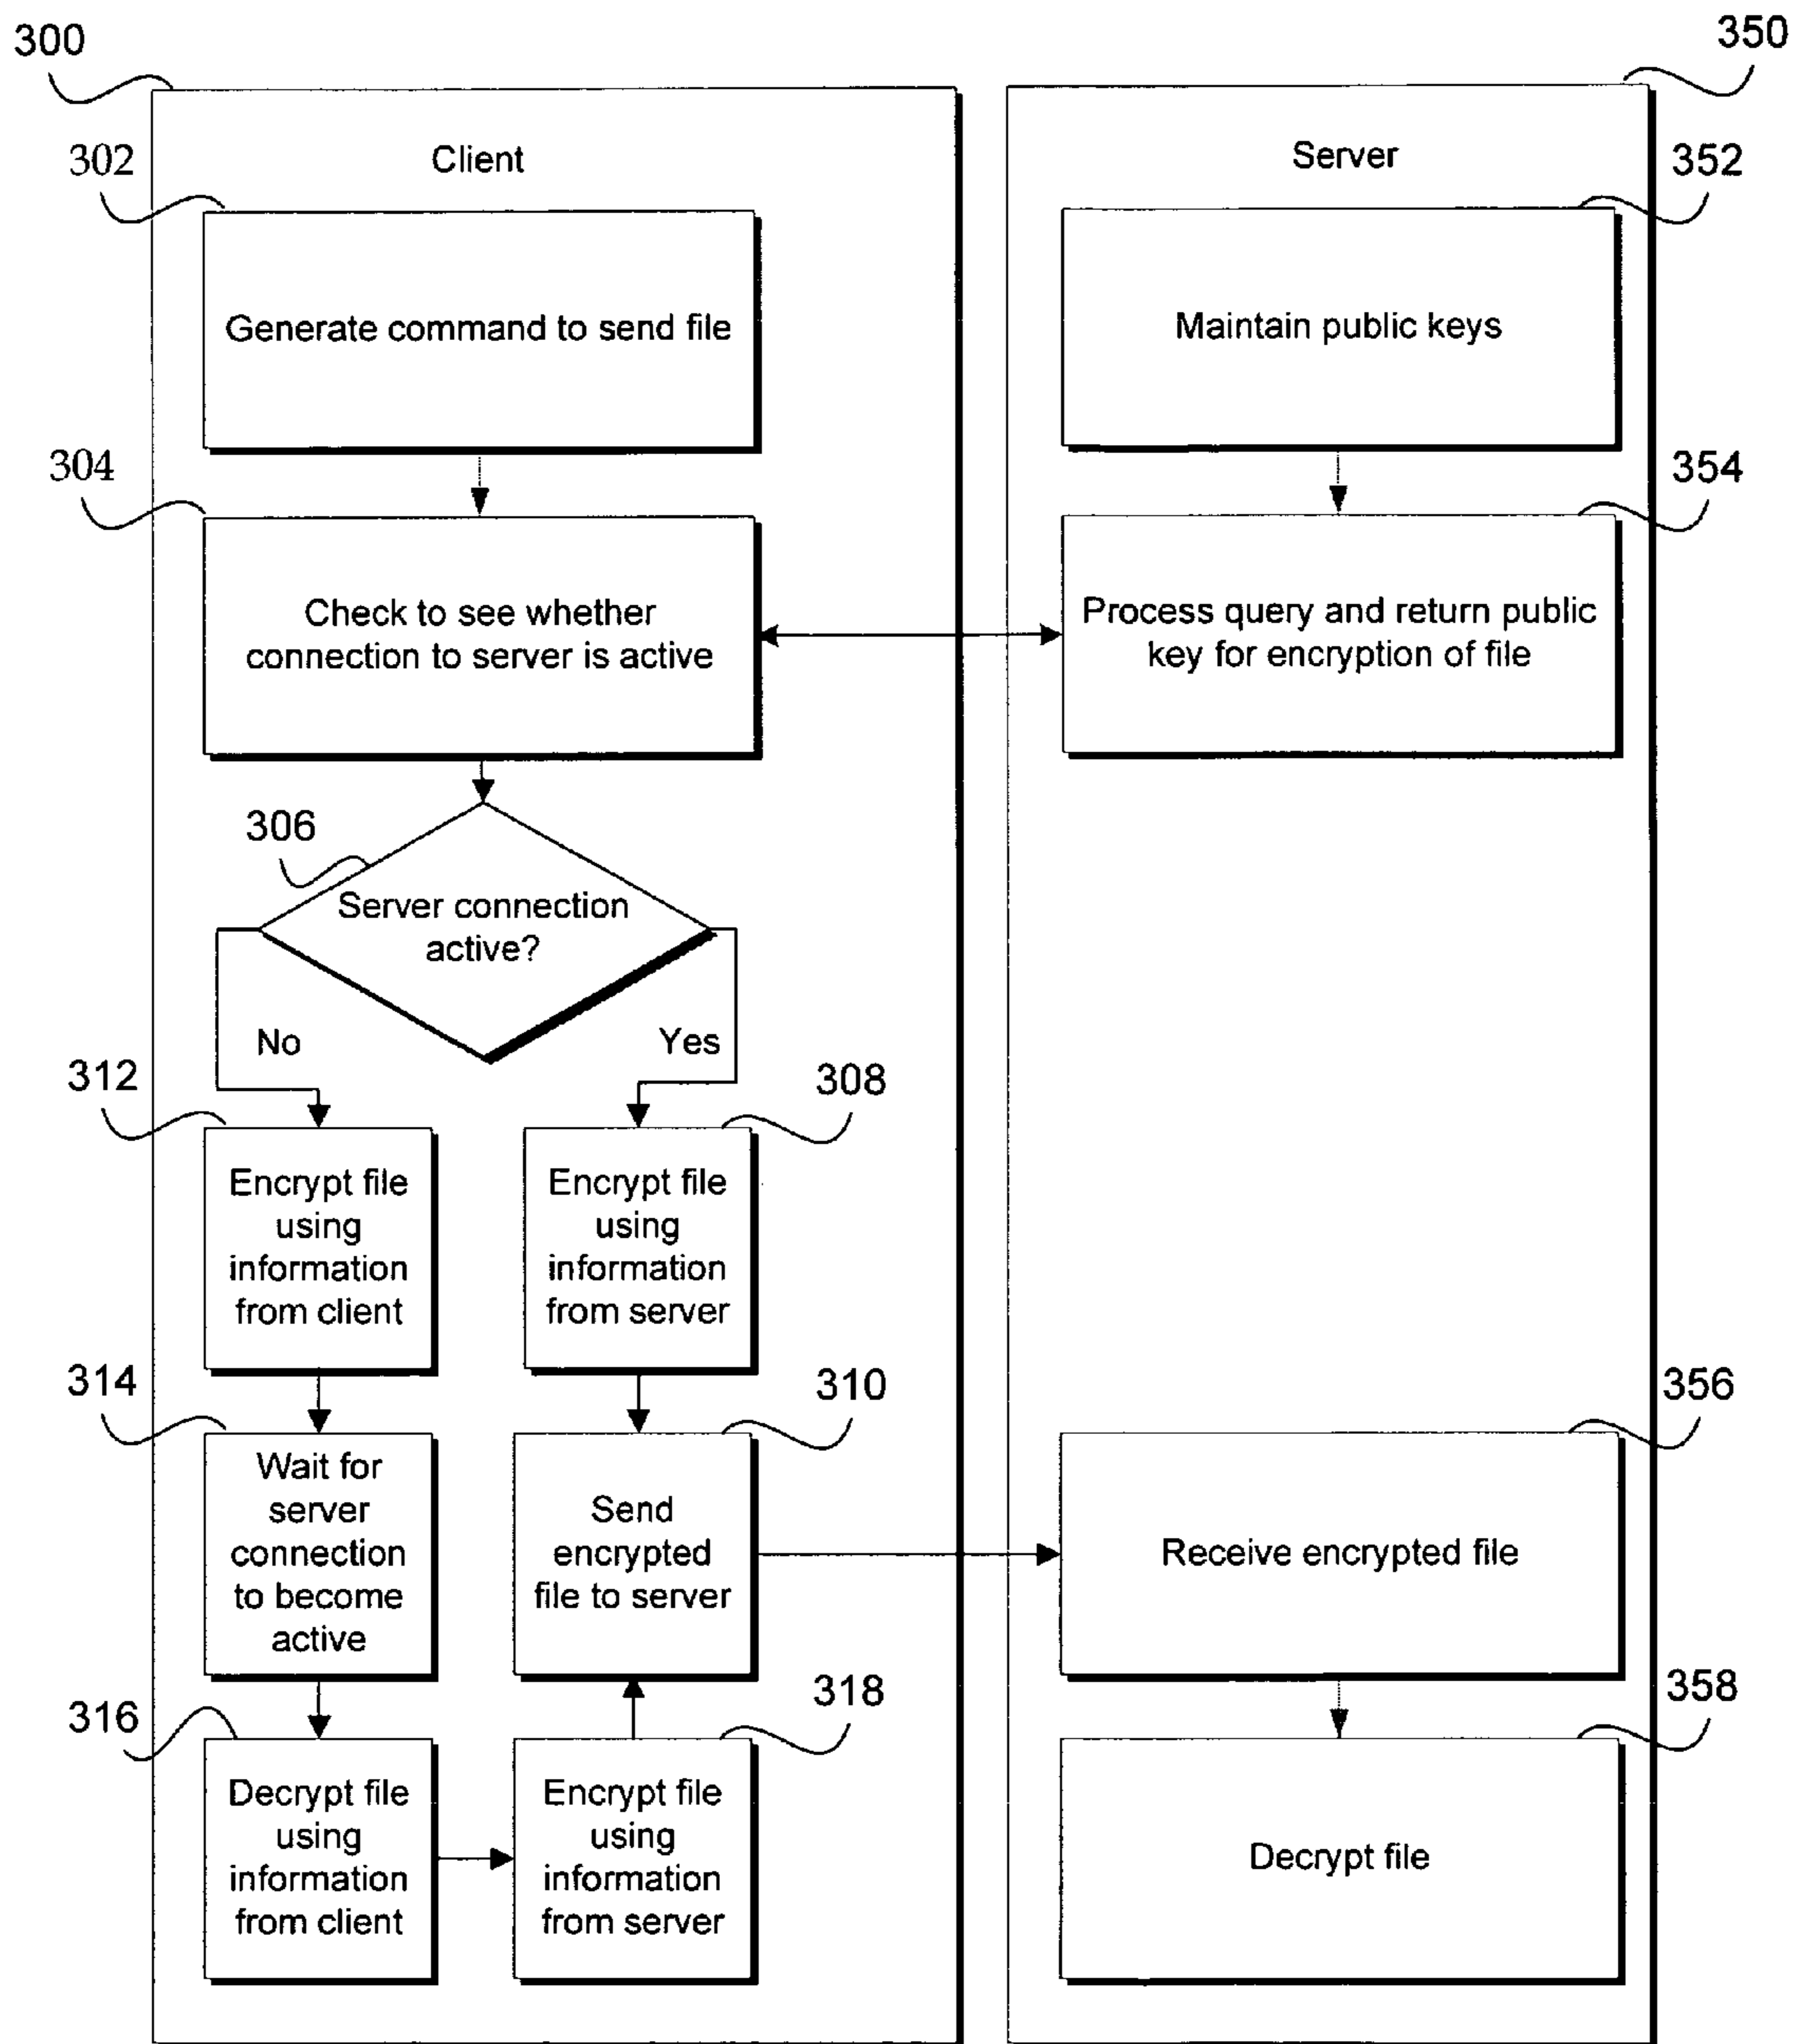 300
350
302
Client
Server
352
Generate command to send file
Maintain public keys
304
354
Check to see whether
connection to server is active
Process query and return public
key for encryption of file
306
Server connection
active?
No
Yes
312
308
Encrypt file
using
information
from client
Encrypt file
using
information
from server
314
310
356
Wait for
server
connection
to become
active
Send
encrypted
file to server
Receive encrypted file
316
318
358
Decrypt file
using
information
from client
Encrypt file
using
information
from server
Decrypt file